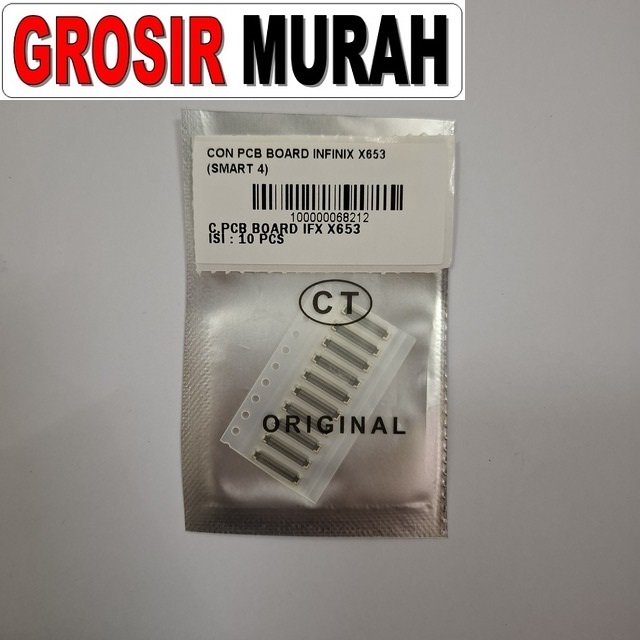 GROSIR MURAH
CON PCB BOARD INFINIX X653
(SMART 4)
100000068212
C.PCB BOARD IFX X653
ISI : 10 PCS
CT
ORIGINAL